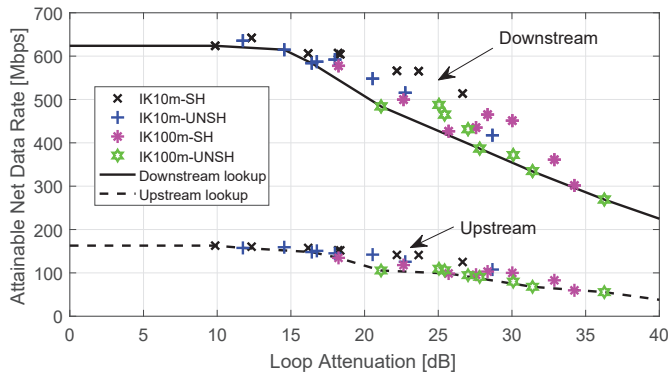 Attainable Net Data Rate [Mbps]
700
600
500
400
300
200
100
0
Downstream
IK10m-SH
IK10m-UNSH
IK100m-SH
IK100m-UNSH
Downstream lookup
Upstream lookup
Upstream
0 5 10 15 20 25 30 35 40
Loop Attenuation [dB]